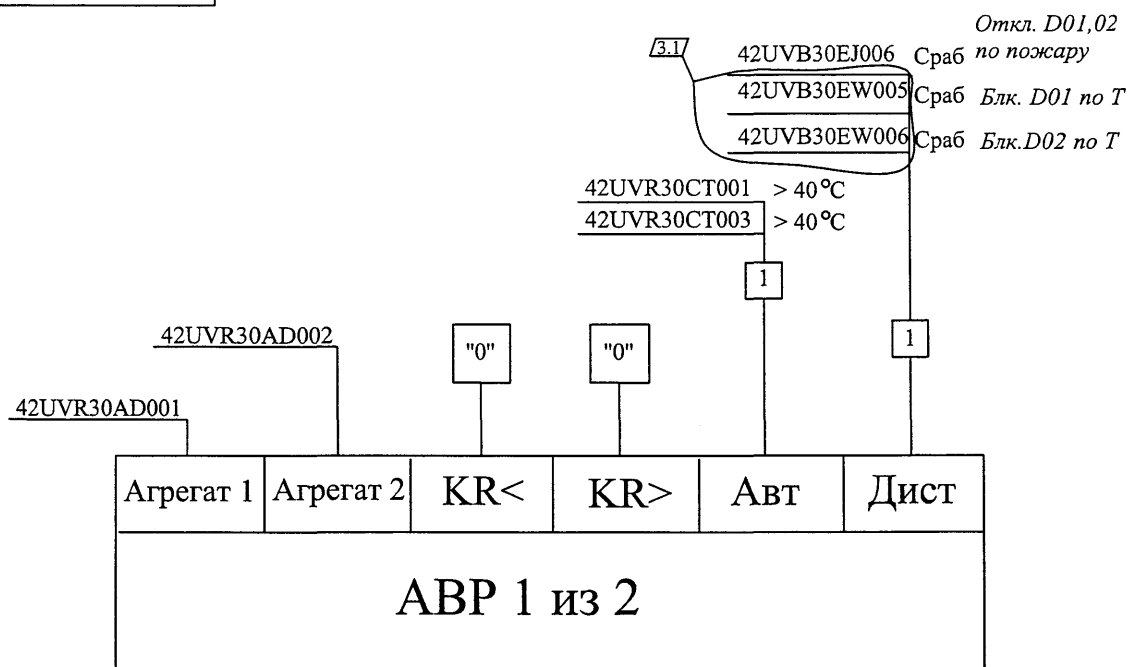 Откл. D01,02
3.1 42UVB30EJ006 Сраб по пожару
42UVB30EW005 Сраб Блк. D01 по Т
42UVB30EW006 Сраб Блк.D02 по Т
42UVR30CT001 > 40°C
42UVR30CT003 > 40°C
1
42UVR30AD002 "0" "0" 1
42UVR30AD001
Агрегат 1 Агрегат 2 KR< KR> Авт Дист
АВР 1 из 2